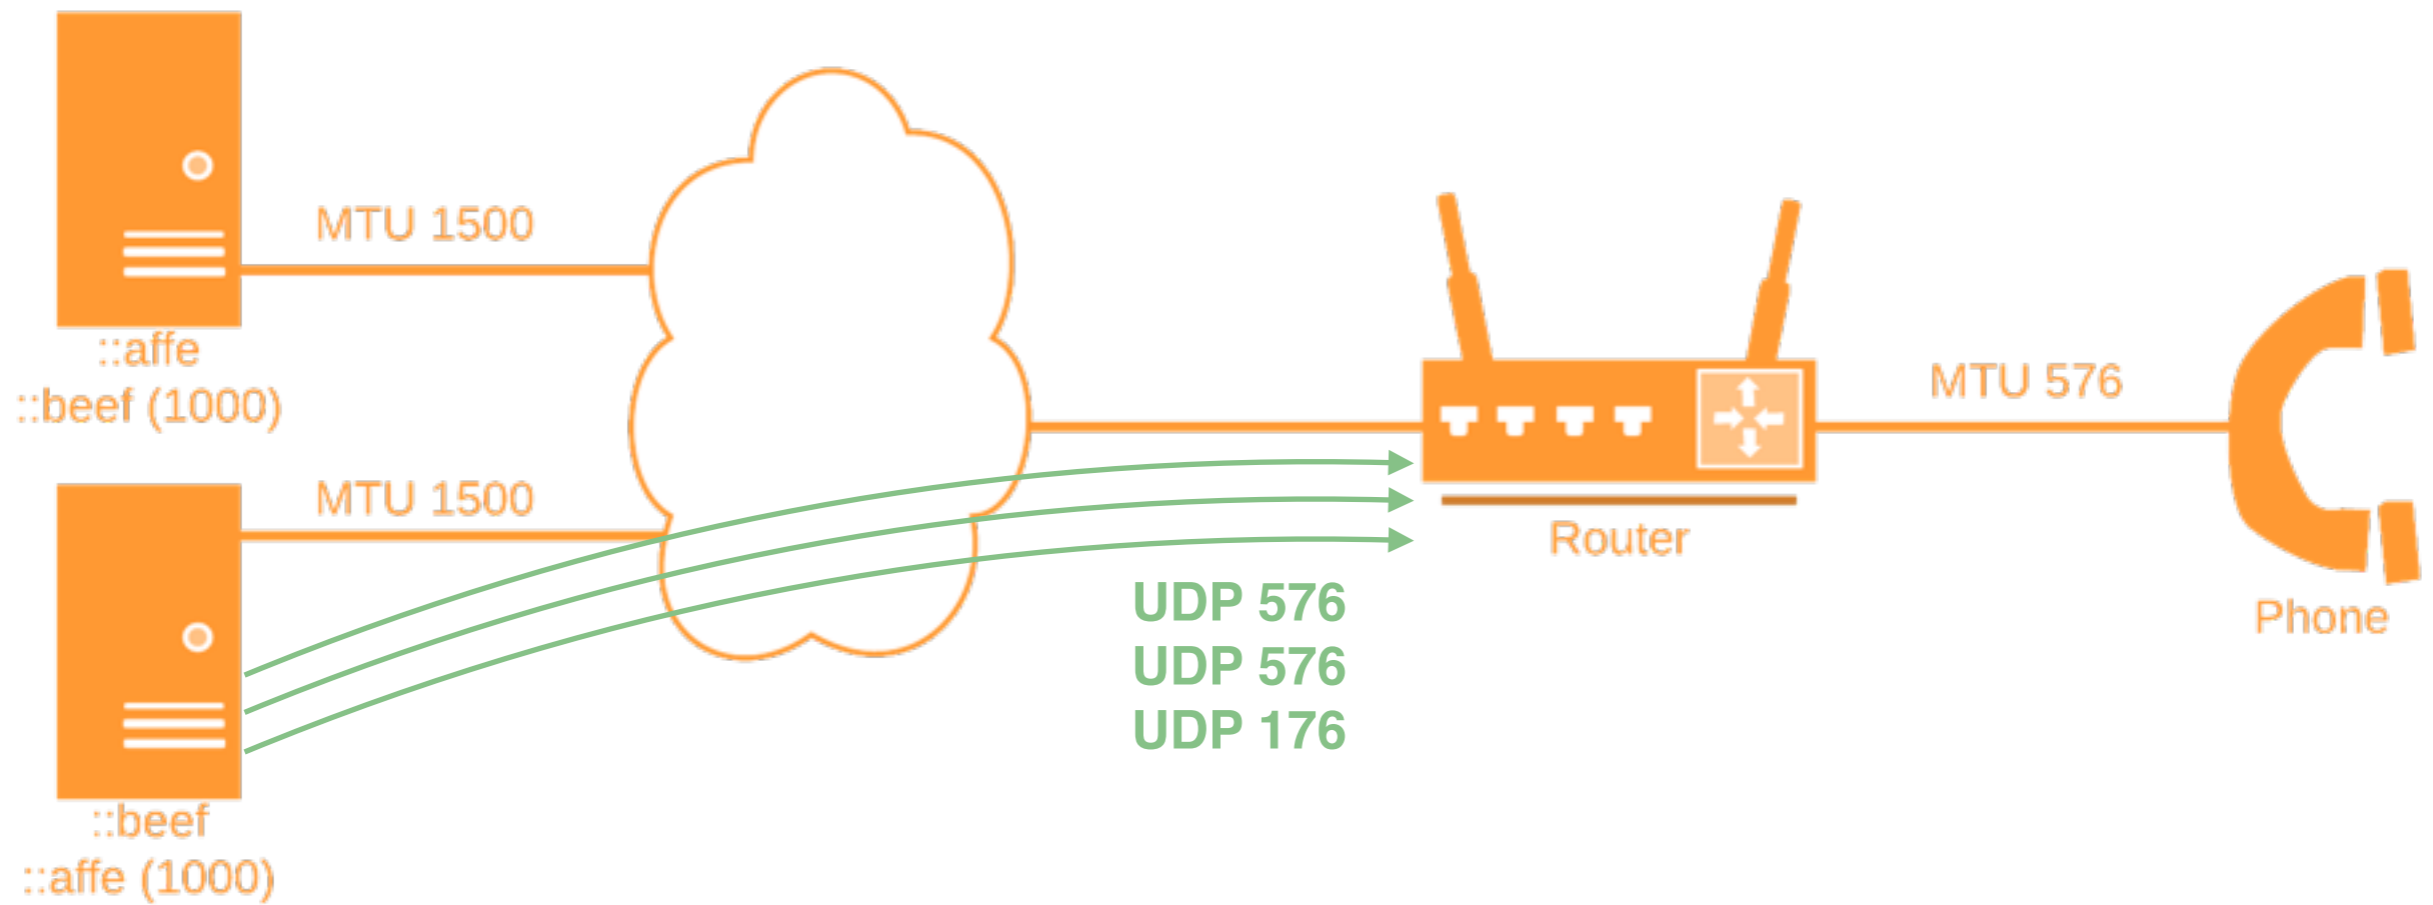 MTU 1500
::affe
::beef (1000)
MTU 1500
::beef
::affe (1000)
UDP 576
UDP 576
UDP 176
Router
MTU 576
Phone